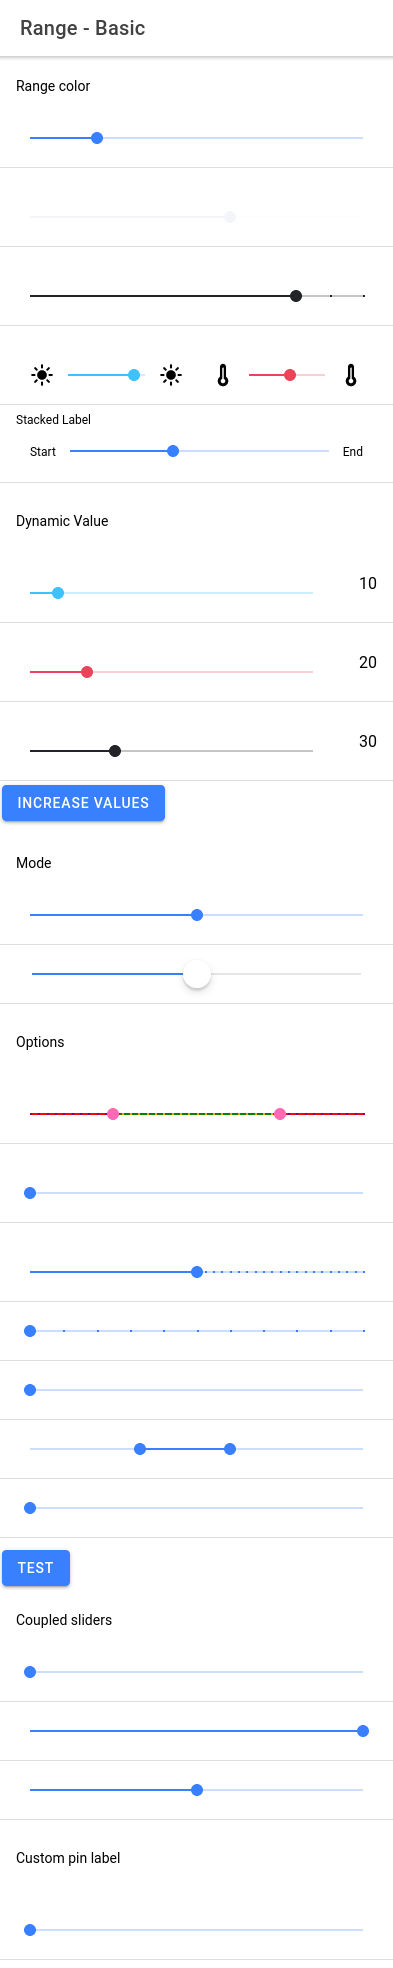 Range - Basic
Range color
Stacked Label
Start End
Dynamic Value
10
20
30
INCREASE VALUES
Mode
Options
TEST
Coupled sliders
Custom pin label